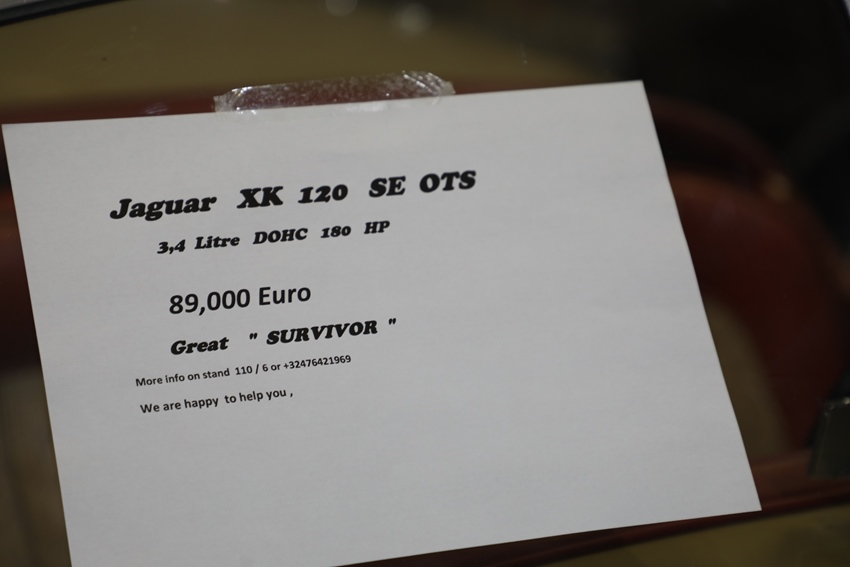 Jaguar XK 120 SE OTS
3,4 Litre DOHC 180 HP
89,000 Euro
Great " SURVIVOR "
More info on stand 110 / 6 or +32476421969
We are happy to help you ,